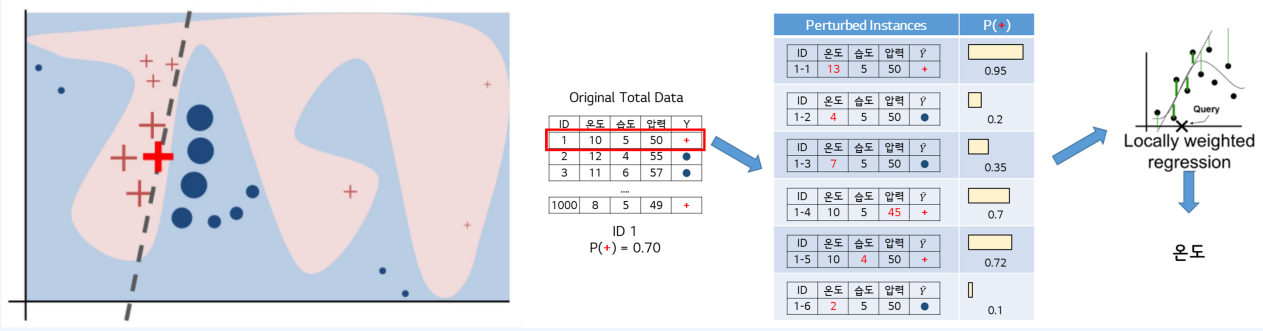 Original Total Data
ID 온도 습도 압력 Y
1 10 5 50 +
2 12 4 55 ●
3 11 6 57 ●
....
1000 8 5 49 +
ID 1
P(+) = 0.70
Perturbed Instances P(+)
ID 온도 습도 압력 Ŷ
1-1 13 5 50 +
0.95
ID 온도 습도 압력 Ŷ
1-2 4 5 50 ●
0.2
ID 온도 습도 압력 Ŷ
1-3 7 5 50 ●
0.35
ID 온도 습도 압력 Ŷ
1-4 10 5 45 +
0.7
ID 온도 습도 압력 Ŷ
1-5 10 4 50 +
0.72
ID 온도 습도 압력 Ŷ
1-6 2 5 50 ●
0.1
Query
Locally weighted
regression
온도